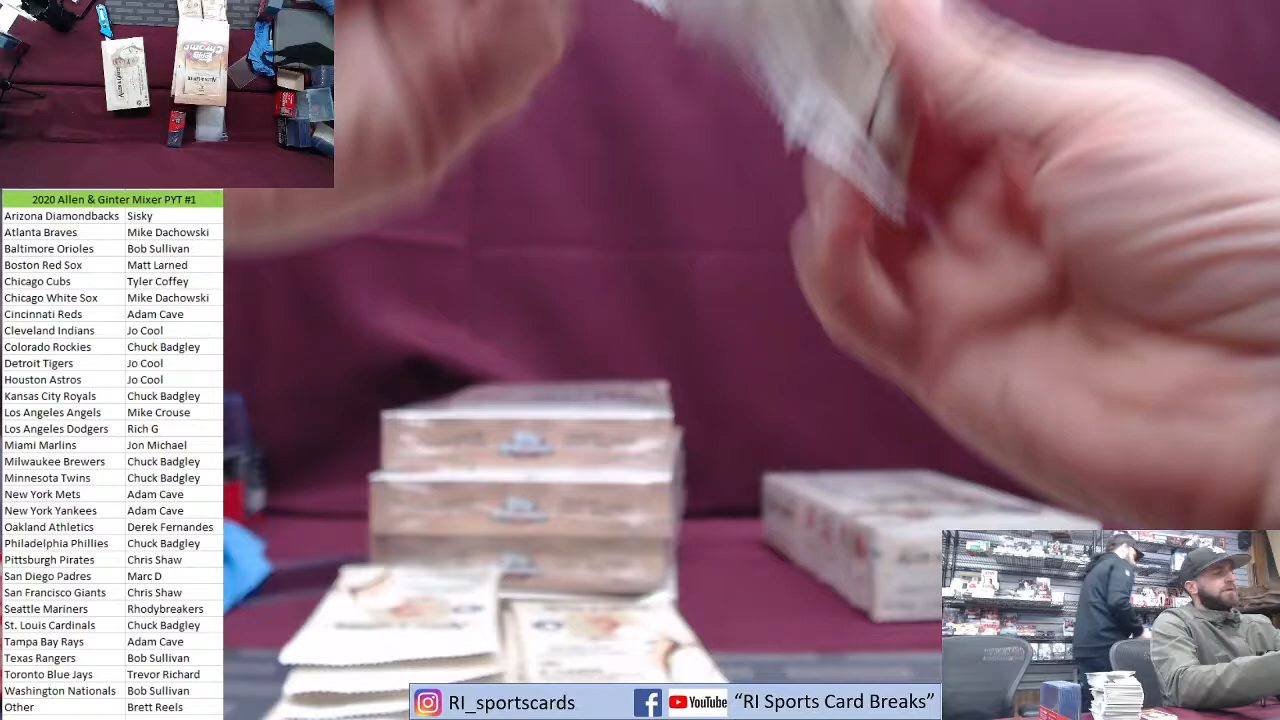 2020 Allen & Ginter Mixer PYT #1
Arizona Diamondbacks Sisky
Atlanta Braves Mike Dachowski
Baltimore Orioles Bob Sullivan
Boston Red Sox Matt Larned
Chicago Cubs Tyler Coffey
Chicago White Sox Mike Dachowski
Cincinnati Reds Adam Cave
Cleveland Indians Jo Cool
Colorado Rockies Chuck Badgley
Detroit Tigers Jo Cool
Houston Astros Jo Cool
Kansas City Royals Chuck Badgley
Los Angeles Angels Mike Crouse
Los Angeles Dodgers Rich G
Miami Marlins Jon Michael
Milwaukee Brewers Chuck Badgley
Minnesota Twins Chuck Badgley
New York Mets Adam Cave
New York Yankees Adam Cave
Oakland Athletics Derek Fernandes
Philadelphia Phillies Chuck Badgley
Pittsburgh Pirates Chris Shaw
San Diego Padres Marc D
San Francisco Giants Chris Shaw
Seattle Mariners Rhodybreakers
St. Louis Cardinals Chuck Badgley
Tampa Bay Rays Adam Cave
Texas Rangers Bob Sullivan
Toronto Blue Jays Trevor Richard
Washington Nationals Bob Sullivan
Other Brett Reels
RI_sportscards YouTube “RI Sports Card Breaks”
Chrome